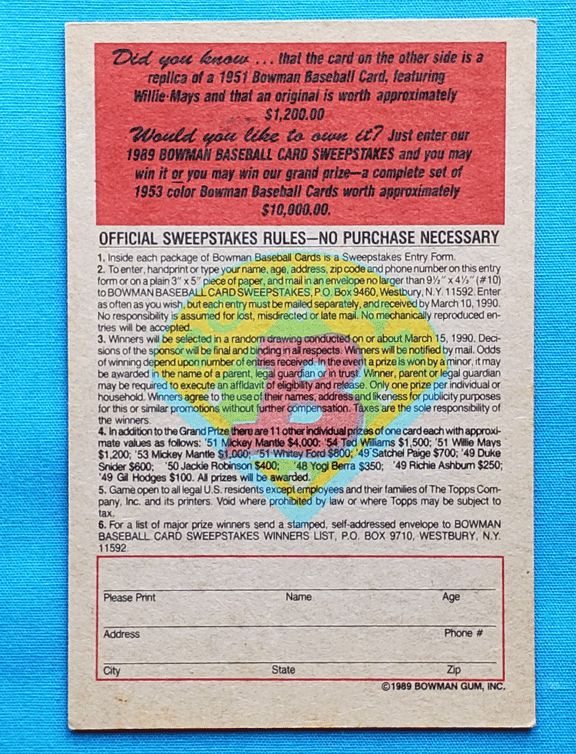 Did you know ... that the card on the other side is a
replica of a 1951 Bowman Baseball Card, featuring
Willie Mays and that an original is worth approximately
$1,200.00
Would you like to own it? Just enter our
1989 BOWMAN BASEBALL CARD SWEEPSTAKES and you may
win it or you may win our grand prize—a complete set of
1953 color Bowman Baseball Cards worth approximately
$10,000.00.
OFFICIAL SWEEPSTAKES RULES—NO PURCHASE NECESSARY
1. Inside each package of Bowman Baseball Cards is a Sweepstakes Entry Form.
2. To enter, handprint or type your name, age, address, zip code and phone number on this entry
form or on a plain 3" x 5" piece of paper, and mail in an envelope no larger than 9½" x 4½" (#10)
to BOWMAN BASEBALL CARD SWEEPSTAKES, P.O. Box 9460, Westbury, N.Y. 11592. Enter
as often as you wish, but each entry must be mailed separately, and received by March 10, 1990.
No responsibility is assumed for lost, misdirected or late mail. No mechanically reproduced en-
tries will be accepted.
3. Winners will be selected in a random drawing conducted on or about March 15, 1990. Deci-
sions of the sponsor will be final and binding in all respects. Winners will be notified by mail. Odds
of winning depend upon number of entries received. In the event a prize is won by a minor, it may
be awarded in the name of a parent, legal guardian or in trust. Winner, parent or legal guardian
may be required to execute an affidavit of eligibility and release. Only one prize per individual or
household. Winners agree to the use of their names, address and likeness for publicity purposes
for this or similar promotions without further compensation. Taxes are the sole responsibility of
the winners.
4. In addition to the Grand Prize there are 11 other individual prizes of one card each with approxi-
mate values as follows: '51 Mickey Mantle $4,000; '54 Ted Williams $1,500; '51 Willie Mays
$1,200; '53 Mickey Mantle $1,000; '51 Whitey Ford $800; '49 Satchel Paige $700; '49 Duke
Snider $600; '50 Jackie Robinson $400; '48 Yogi Berra $350; '49 Richie Ashburn $250;
'49 Gil Hodges $100. All prizes will be awarded.
5. Game open to all legal U.S. residents except employees and their families of The Topps Com-
pany, Inc. and its printers. Void where prohibited by law or where Topps may be subject to
tax.
6. For a list of major prize winners send a stamped, self-addressed envelope to BOWMAN
BASEBALL CARD SWEEPSTAKES WINNERS LIST, P.O. BOX 9710, WESTBURY, N.Y.
11592.
B
Please Print Name Age
Address Phone #
City State Zip
©1989 BOWMAN GUM, INC.